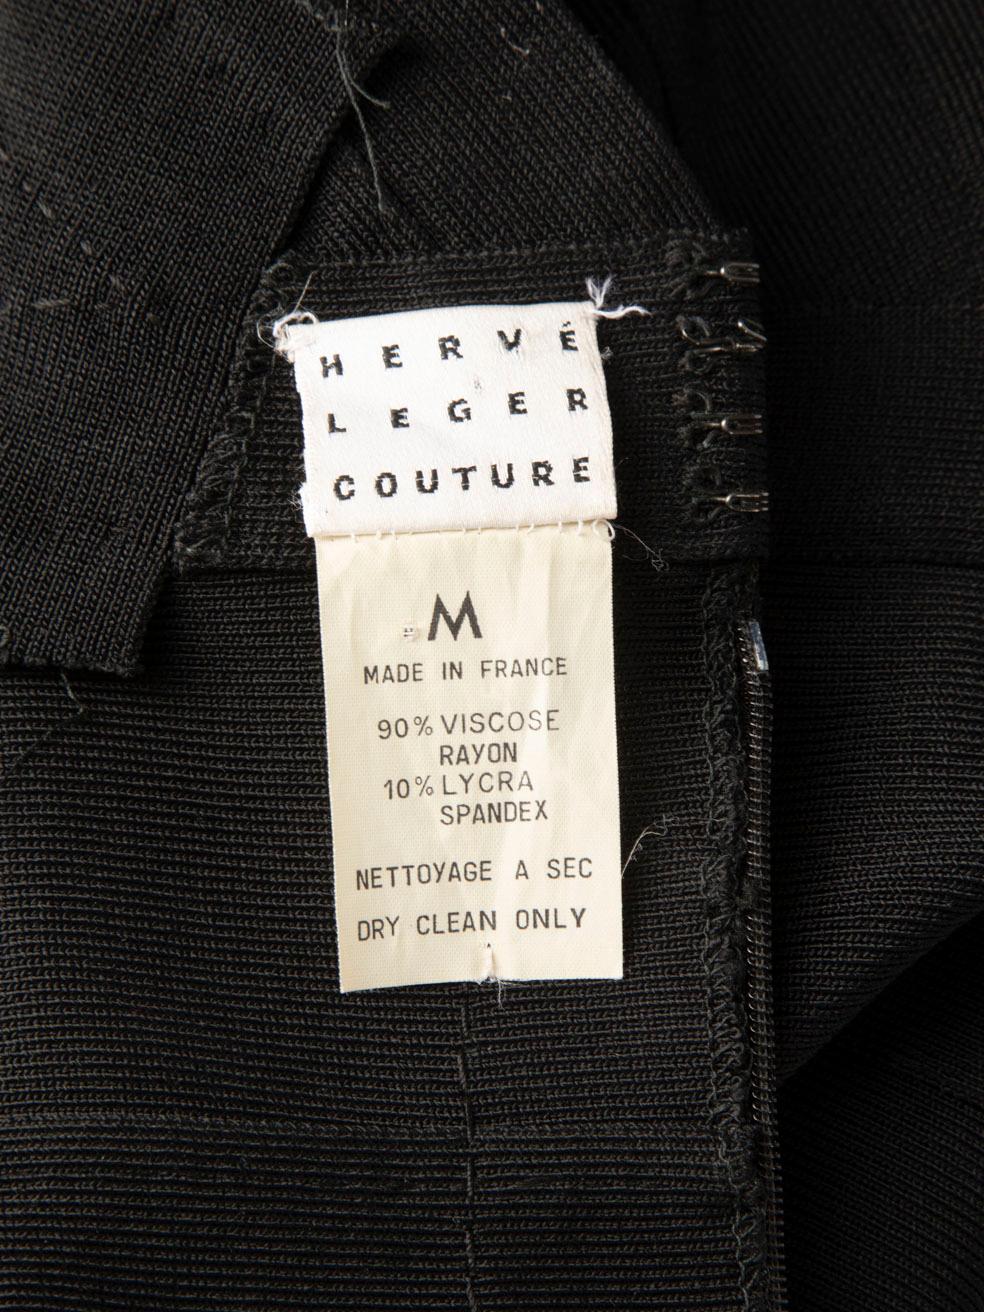 HERVÉ
LEGER
COUTURE
M
MADE IN FRANCE
90% VISCOSE
RAYON
10% LYCRA
SPANDEX
NETTOYAGE A SEC
DRY CLEAN ONLY